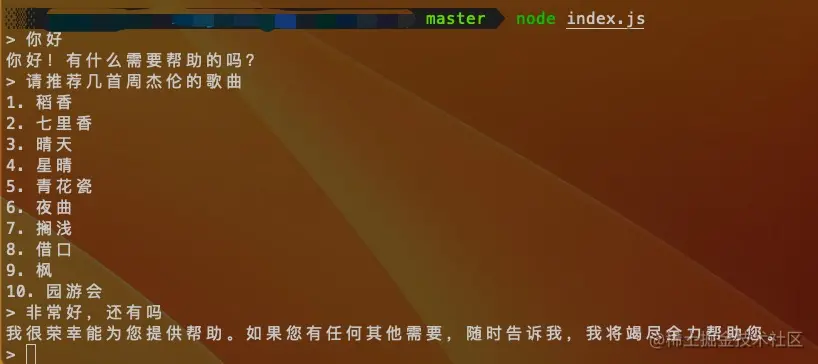 master node index.js
> 你好
你好！有什么需要帮助的吗？
> 请推荐几首周杰伦的歌曲
1. 稻香
2. 七里香
3. 晴天
4. 星晴
5. 青花瓷
6. 夜曲
7. 搁浅
8. 借口
9. 枫
10. 园游会
> 非常好，还有吗
我很荣幸能为您提供帮助。如果您有任何其他需要，随时告诉我，我将竭尽全力帮助您。
>
@稀土掘金技术社区